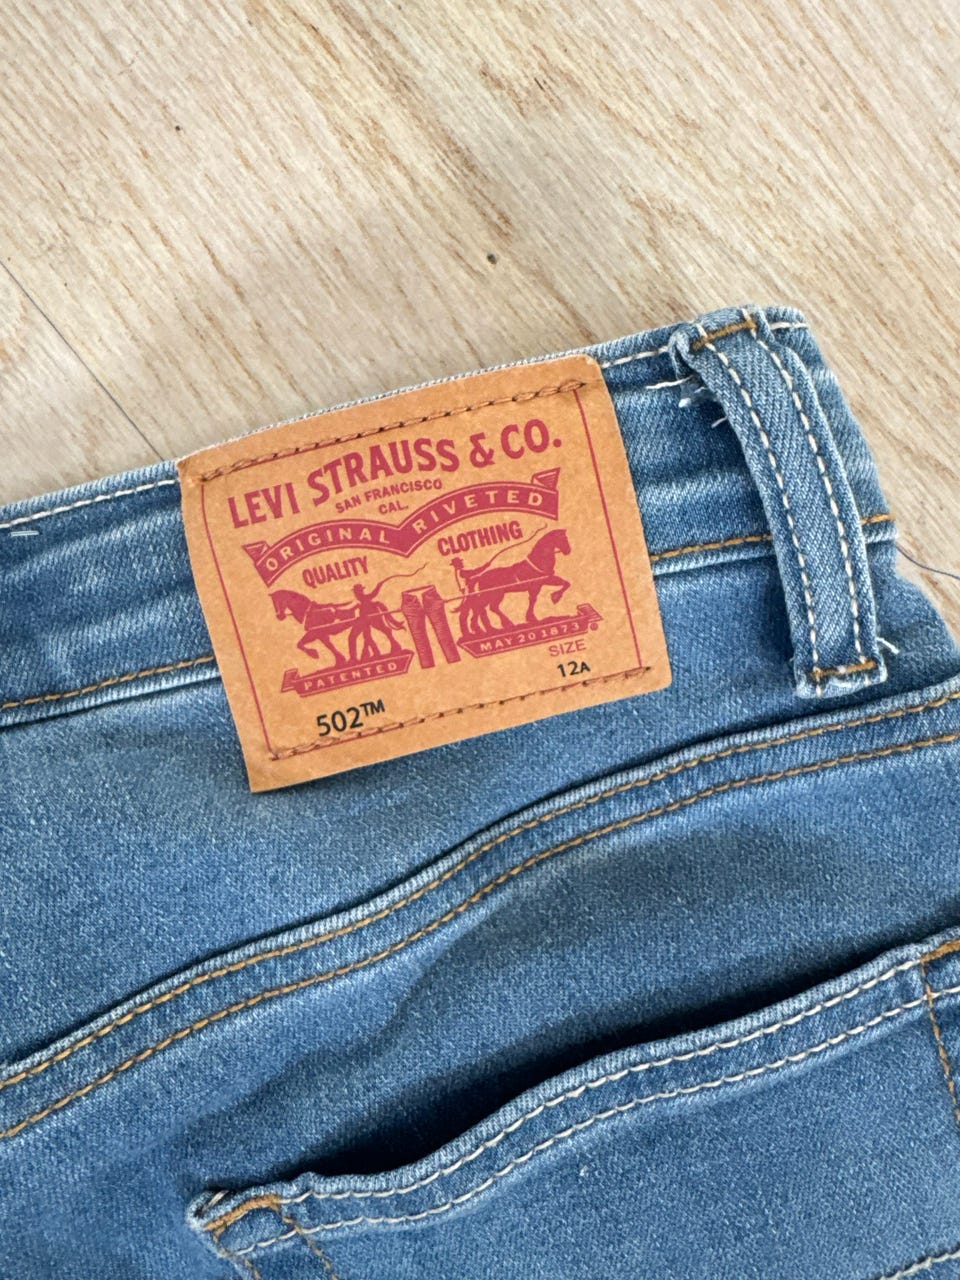 LEVI STRAUSS & CO.
SAN FRANCISCO
CAL.
ORIGINAL RIVETED
QUALITY CLOTHING
PATENTED MAY 20 1873
SIZE
502™ 12A